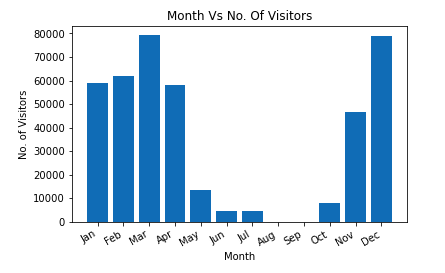 Month Vs No. Of Visitors
80000
70000
60000
50000
40000
30000
20000
10000
0
No. of Visitors
Jan Feb Mar Apr May Jun Jul Aug Sep Oct Nov Dec
Month